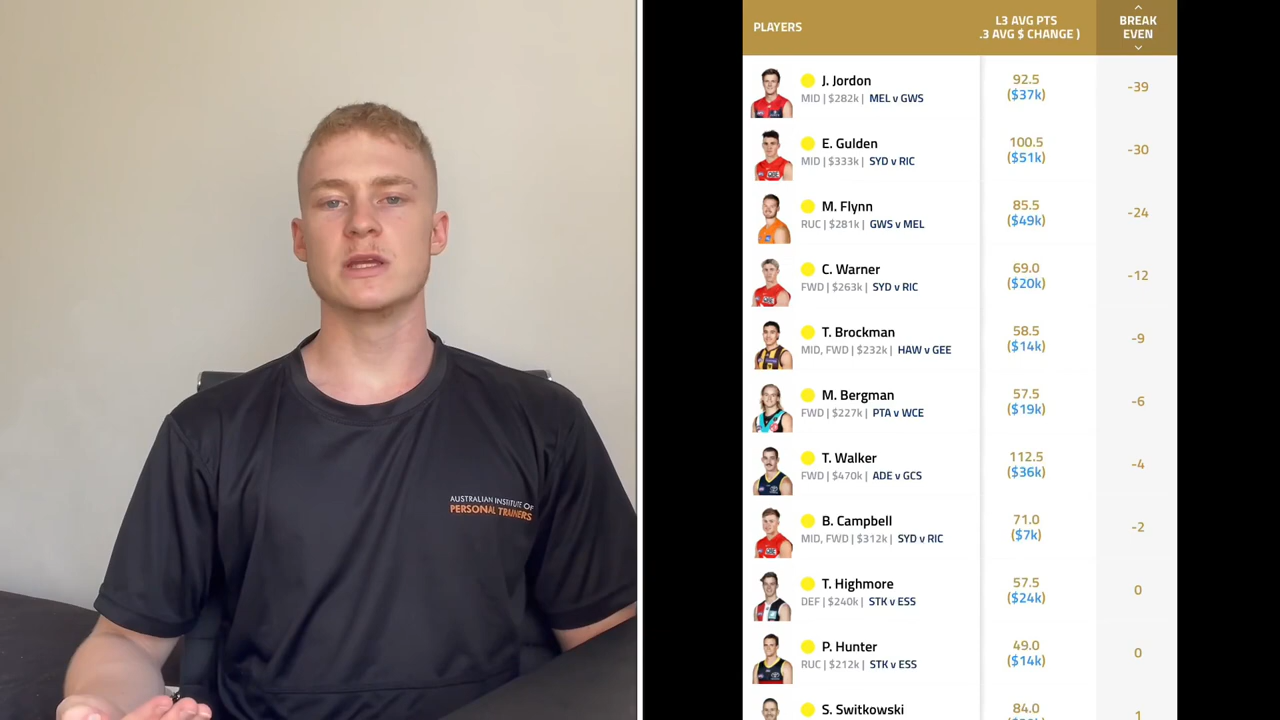 AUSTRALIAN INSTITUTE OF
PERSONAL TRAINERS
PLAYERS
L3 AVG PTS
.3 AVG $ CHANGE )
BREAK
EVEN
J. Jordon
MID | $282k | MEL v GWS
92.5
($37k)
-39
E. Gulden
MID | $333k | SYD v RIC
100.5
($51k)
-30
M. Flynn
RUC | $281k | GWS v MEL
85.5
($49k)
-24
C. Warner
FWD | $263k | SYD v RIC
69.0
($20k)
-12
T. Brockman
MID, FWD | $232k | HAW v GEE
58.5
($14k)
-9
M. Bergman
FWD | $227k | PTA v WCE
57.5
($19k)
-6
T. Walker
FWD | $470k | ADE v GCS
112.5
($36k)
-4
B. Campbell
MID, FWD | $312k | SYD v RIC
71.0
($7k)
-2
T. Highmore
DEF | $240k | STK v ESS
57.5
($24k)
0
P. Hunter
RUC | $212k | STK v ESS
49.0
($14k)
0
S. Switkowski
84.0
1